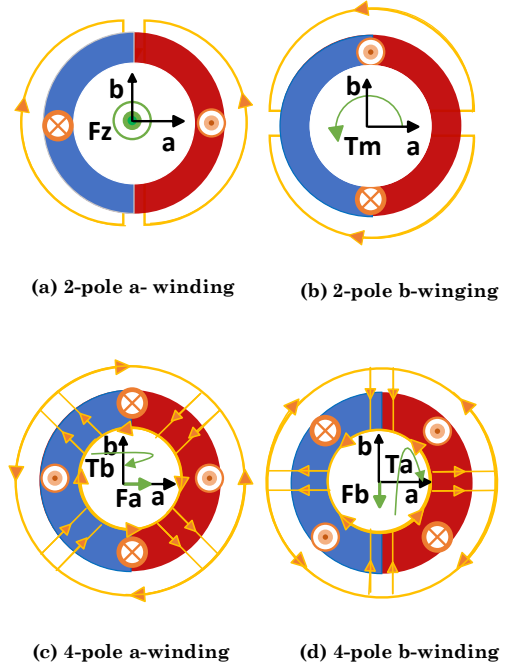 b
Fz
a
b
a
Tm
(a) 2-pole a- winding
(b) 2-pole b-winging
b
Tb
Fa
a
b
Ta
Fb
a
(c) 4-pole a-winding
(d) 4-pole b-winding